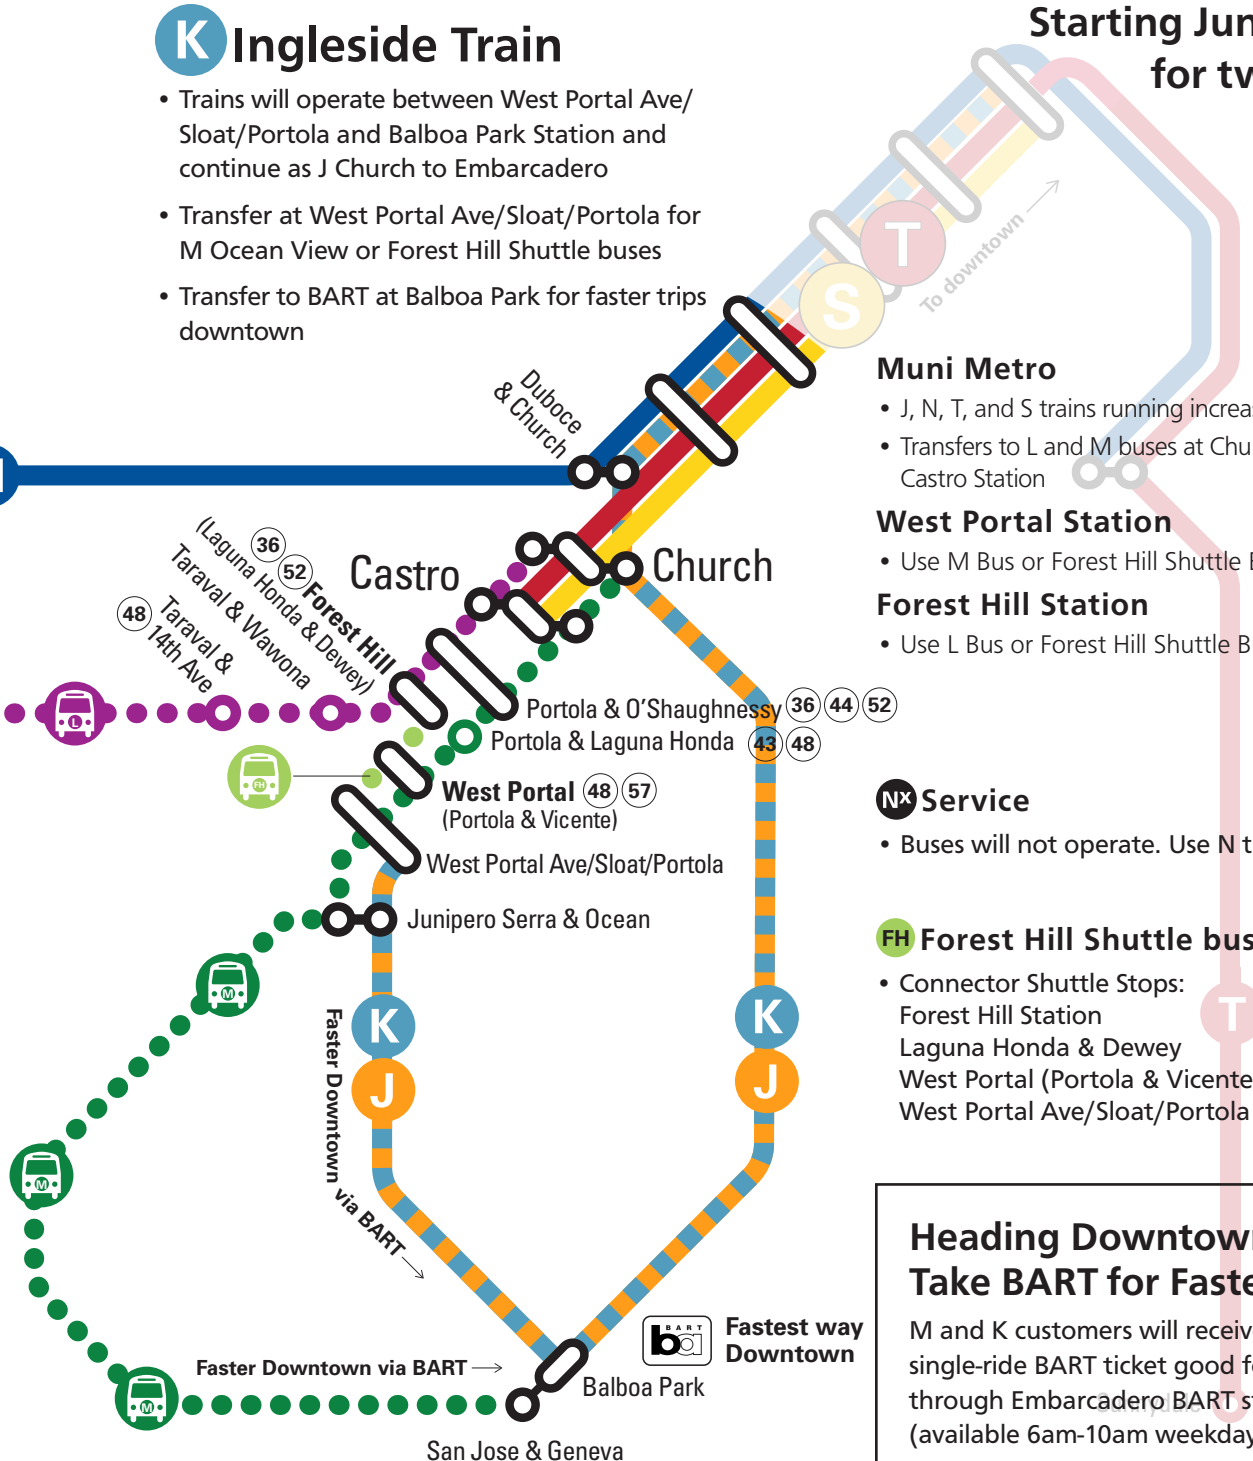 K Ingleside Train
• Trains will operate between West Portal Ave/
Sloat/Portola and Balboa Park Station and
continue as J Church to Embarcadero
• Transfer at West Portal Ave/Sloat/Portola for
M Ocean View or Forest Hill Shuttle buses
• Transfer to BART at Balboa Park for faster trips
downtown
Starting Jun
for tw
T
S
To downtown
Duboce
& Church
Muni Metro
• J, N, T, and S trains running increas
• Transfers to L and M buses at Chu
Castro Station
West Portal Station
• Use M Bus or Forest Hill Shuttle B
Forest Hill Station
• Use L Bus or Forest Hill Shuttle B
Castro
Church
36
52 Forest Hill
(Laguna Honda & Dewey)
Taraval & Wawona
48 Taraval &
14th Ave
L
FH
Portola & O'Shaughnessy 36 44 52
Portola & Laguna Honda 43 48
West Portal 48 57
(Portola & Vicente)
West Portal Ave/Sloat/Portola
Junipero Serra & Ocean
NX Service
• Buses will not operate. Use N t
FH Forest Hill Shuttle bus
• Connector Shuttle Stops:
Forest Hill Station
Laguna Honda & Dewey
West Portal (Portola & Vicente
West Portal Ave/Sloat/Portola
T
M
K
J
K
J
Faster Downtown via BART
M
M
Faster Downtown via BART
BART
ba
Fastest way
Downtown
Balboa Park
San Jose & Geneva
Heading Downtown
Take BART for Faste
M and K customers will receiv
single-ride BART ticket good fo
through Embarcadero BART st
(available 6am-10am weekday
Sunnydale